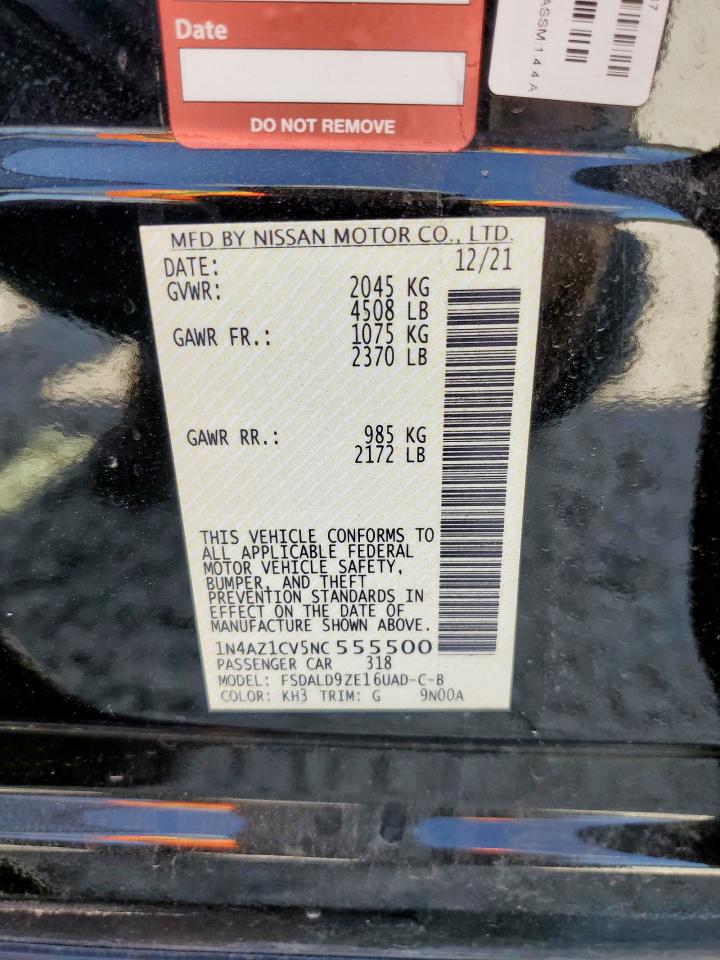 Date
DO NOT REMOVE
ASSM.144A
7
MFD BY NISSAN MOTOR CO., LTD.
DATE: 12/21
GVWR: 2045 KG
4508 LB
GAWR FR.: 1075 KG
2370 LB
GAWR RR.: 985 KG
2172 LB
THIS VEHICLE CONFORMS TO
ALL APPLICABLE FEDERAL
MOTOR VEHICLE SAFETY,
BUMPER, AND THEFT
PREVENTION STANDARDS IN
EFFECT ON THE DATE OF
MANUFACTURE SHOWN ABOVE.
1N4AZ1CV5NC555500
PASSENGER CAR 318
MODEL: FSDALD9ZE16UAD-C-B
COLOR: KH3 TRIM: G 9N00A